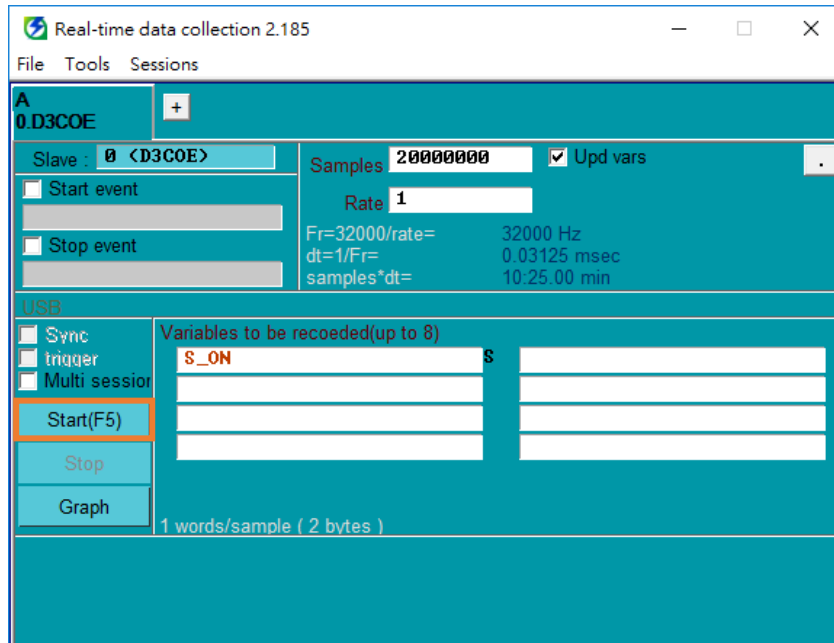 Real-time data collection 2.185
File Tools Sessions
A
0.D3COE
+
Slave : 0 <D3COE>
Samples 20000000
Upd vars
.
Start event
Rate 1
Stop event
Fr=32000/rate= 32000 Hz
dt=1/Fr= 0.03125 msec
samples*dt= 10:25.00 min
USB
Sync
trigger
Multi session
Variables to be recoeded(up to 8)
S_ON S
Start(F5)
Stop
Graph
1 words/sample ( 2 bytes )